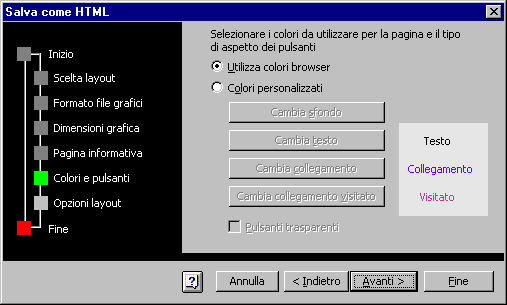 Salva come HTML
Inizio
Scelta layout
Formato file grafici
Dimensioni grafica
Pagina informativa
Colori e pulsanti
Opzioni layout
Fine
Selezionare i colori da utilizzare per la pagina e il tipo
di aspetto dei pulsanti
Utilizza colori browser
Colori personalizzati
Cambia sfondo
Cambia testo
Cambia collegamento
Cambia collegamento visitato
Pulsanti trasparenti
Testo
Collegamento
Visitato
?
Annulla
< Indietro
Avanti >
Fine